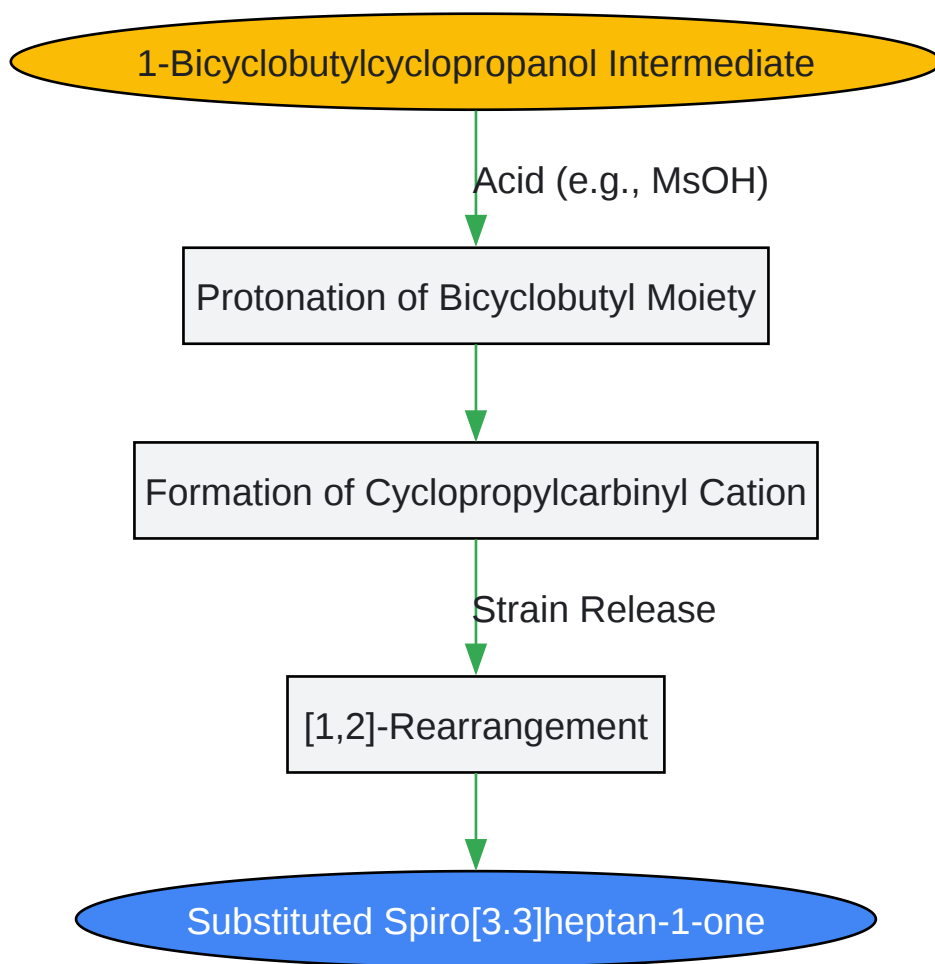 1-Bicyclobutylcyclopropanol Intermediate
Acid (e.g., MsOH)
Protonation of Bicyclobutyl Moiety
Formation of Cyclopropylcarbinyl Cation
Strain Release
[1,2]-Rearrangement
Substituted Spiro[3.3]heptan-1-one